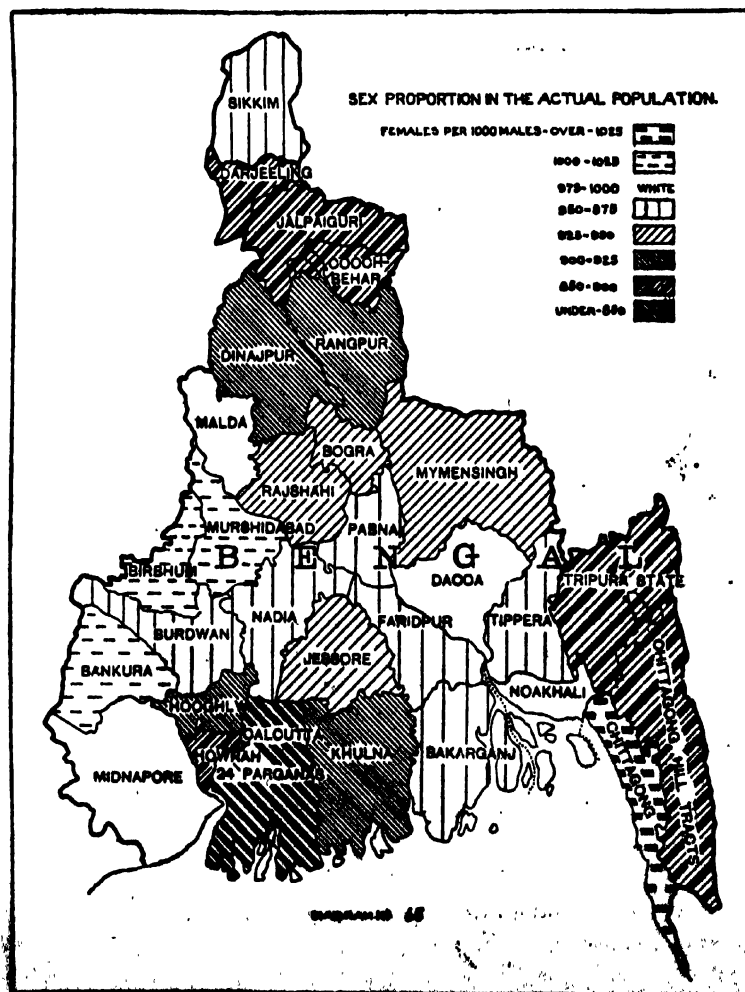 SEX PROPORTION IN THE ACTUAL POPULATION.
FEMALES PER 1000 MALES - OVER - 1025
1000 - 1025
975 - 1000 WHITE
950 - 975
925 - 950
900 - 925
850 - 900
UNDER - 850
SIKKIM
DARJEELING
JALPAIGURI
COOCH
BEHAR
DINAJPUR
RANGPUR
MALDA
BOGRA
MYMENSINGH
RAJSHAHI
MURSHIDABAD
PABNA
BENGAL
BIRBHUM
DACCA
TRIPURA STATE
NADIA
FARIDPUR
TIPPERA
BURDWAN
BANKURA
JESSORE
NOAKHALI
CHITTAGONG HILL TRACTS
HOOGHLY
CALCUTTA
HOWRAH
24 PARGANAS
KHULNA
BAKARGANJ
CHITTAGONG
MIDNAPORE